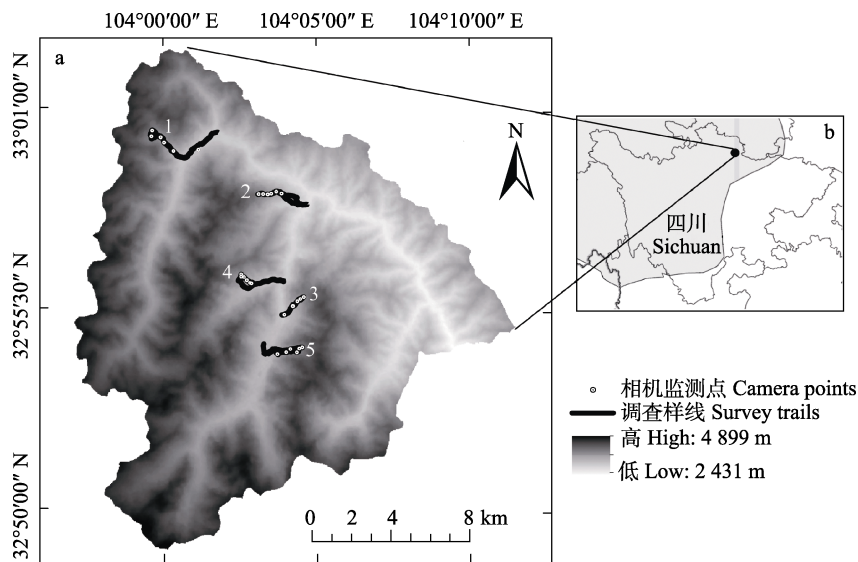 104°00′00″ E 104°05′00″ E 104°10′00″ E
33°01′00″ N
32°55′30″ N
32°50′00″ N
a
1
2
4
3
5
N
0 2 4 8 km
b
四川
Sichuan
相机监测点 Camera points
调查样线 Survey trails
高 High: 4 899 m
低 Low: 2 431 m